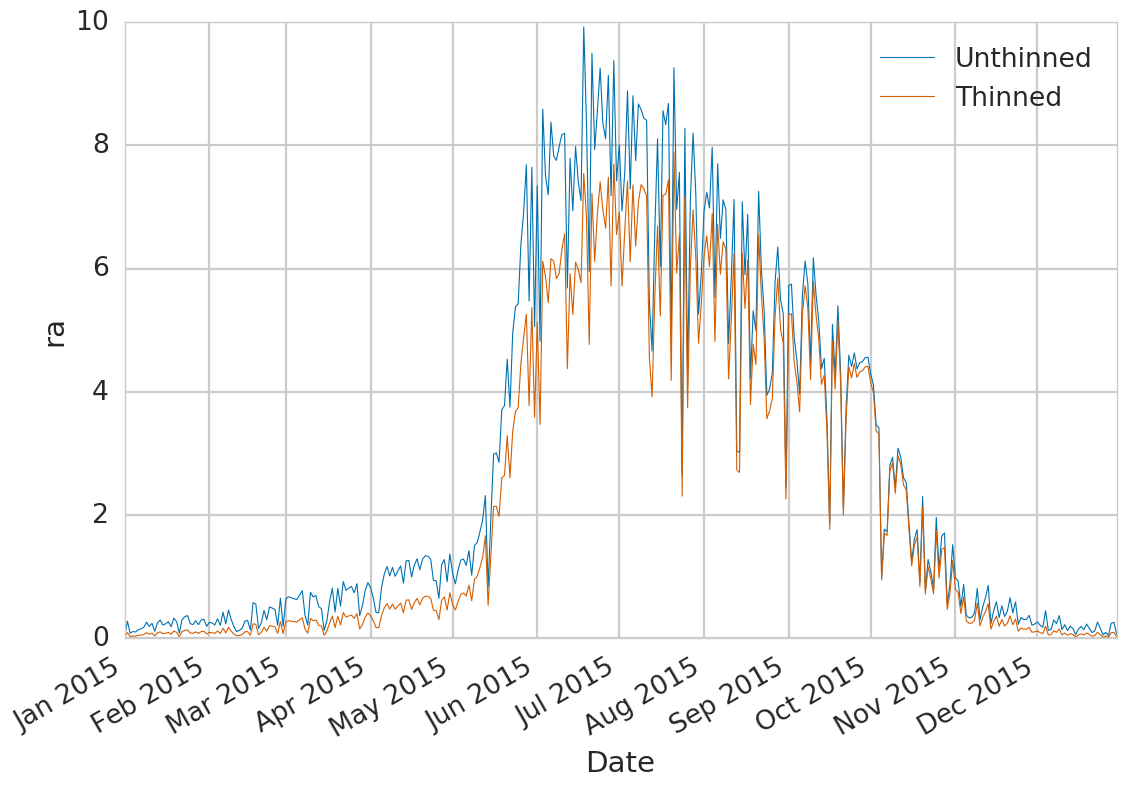 10
8
6
4
2
0
ra
Unthinned
Thinned
Jan 2015
Feb 2015
Mar 2015
Apr 2015
May 2015
Jun 2015
Jul 2015
Aug 2015
Sep 2015
Oct 2015
Nov 2015
Dec 2015
Date